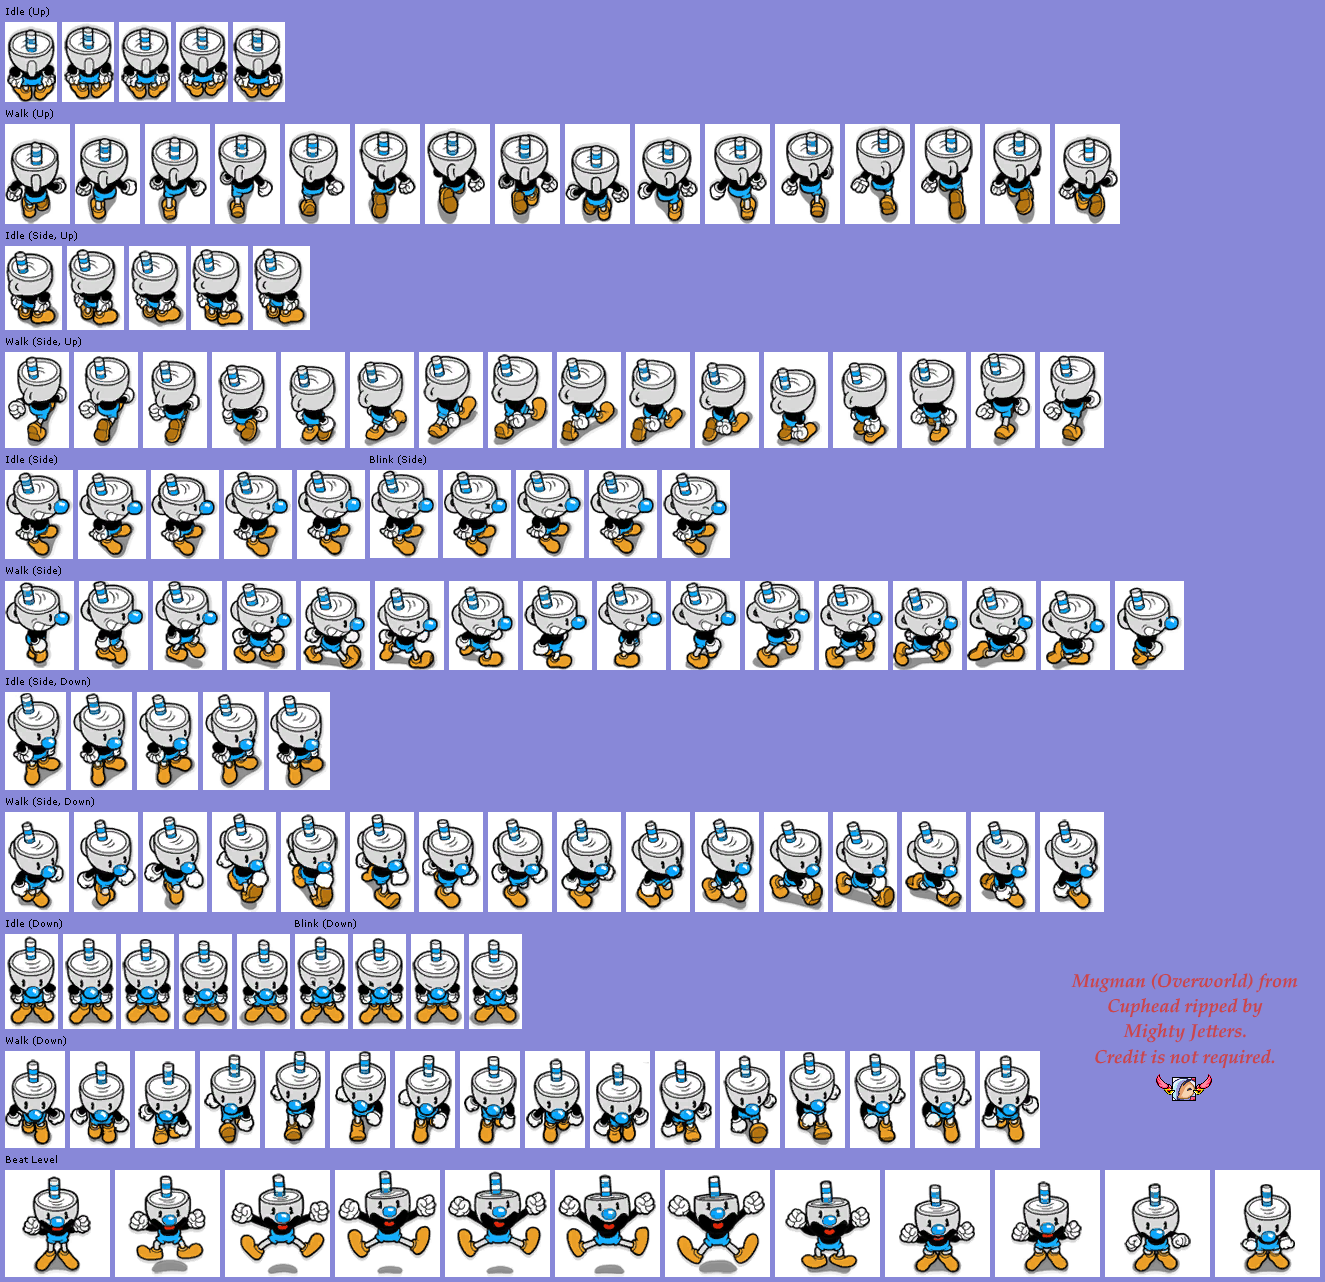 Idle (Up)
Walk (Up)
Idle (Side, Up)
Walk (Side, Up)
Idle (Side)
Blink (Side)
Walk (Side)
Idle (Side, Down)
Walk (Side, Down)
Idle (Down)
Blink (Down)
Mugman (Overworld) from
Cuphead ripped by
Mighty Jetters.
Credit is not required.
Walk (Down)
Beat Level